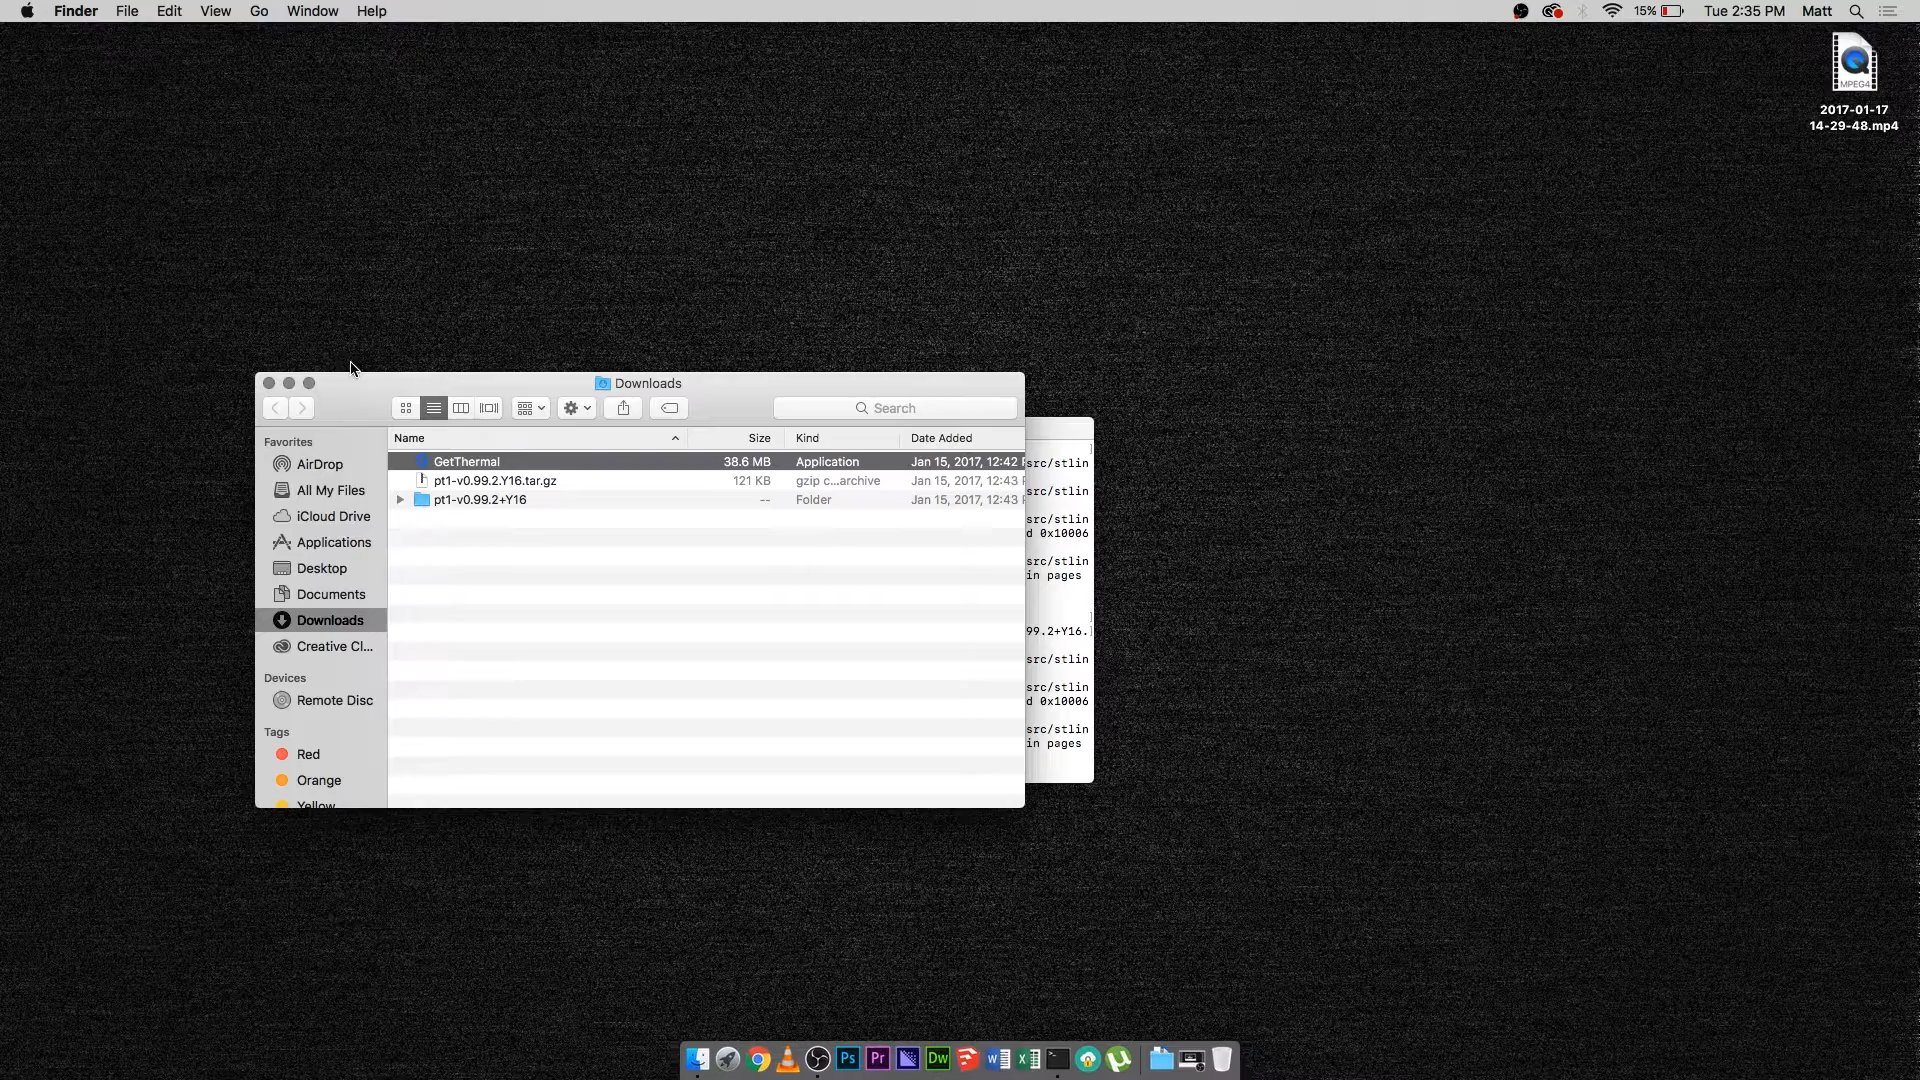 Finder File Edit View Go Window Help 15% Tue 2:35 PM Matt
MPEG4
2017-01-17
14-29-48.mp4
Downloads
Search
Favorites
AirDrop
All My Files
iCloud Drive
Applications
Desktop
Documents
Downloads
Creative Cl...
Devices
Remote Disc
Tags
Red
Orange
Yellow
Name Size Kind Date Added
GetThermal 38.6 MB Application Jan 15, 2017, 12:42
pt1-v0.99.2.Y16.tar.gz 121 KB gzip c...archive Jan 15, 2017, 12:43
pt1-v0.99.2+Y16 -- Folder Jan 15, 2017, 12:43
]
src/stlin
src/stlin
src/stlin
d 0x10006
src/stlin
in pages
]
99.2+Y16.]
src/stlin
src/stlin
d 0x10006
src/stlin
in pages
Ps Pr Dw